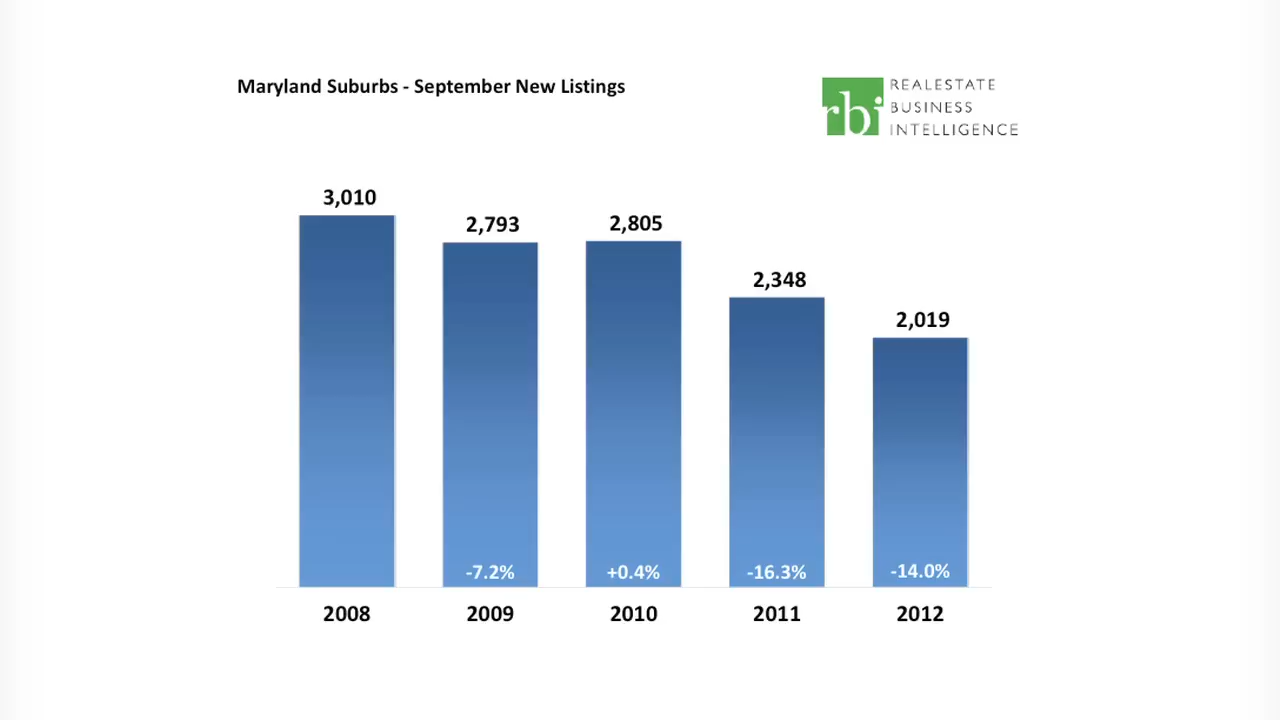 Maryland Suburbs - September New Listings
rbi
REALESTATE
BUSINESS
INTELLIGENCE
3,010
2,793
2,805
2,348
2,019
-7.2%
+0.4%
-16.3%
-14.0%
2008
2009
2010
2011
2012